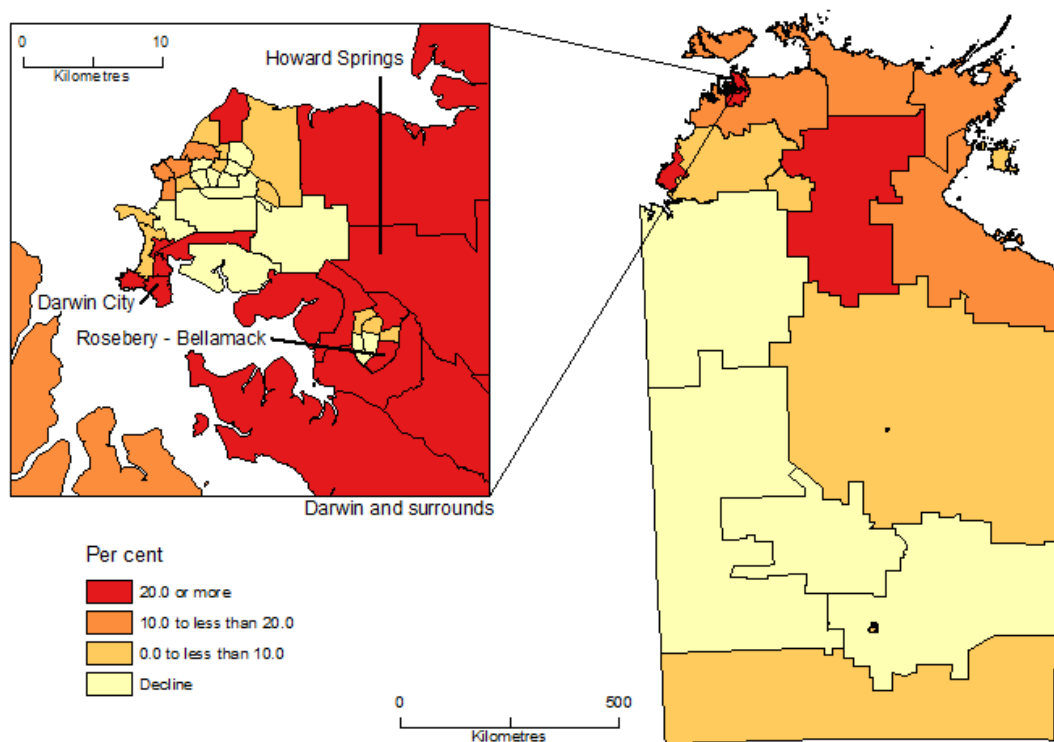 0 10
Kilometres
Howard Springs
Darwin City
Rosebery - Bellamack
Darwin and surrounds
Per cent
20.0 or more
10.0 to less than 20.0
0.0 to less than 10.0
Decline
0 500
Kilometres